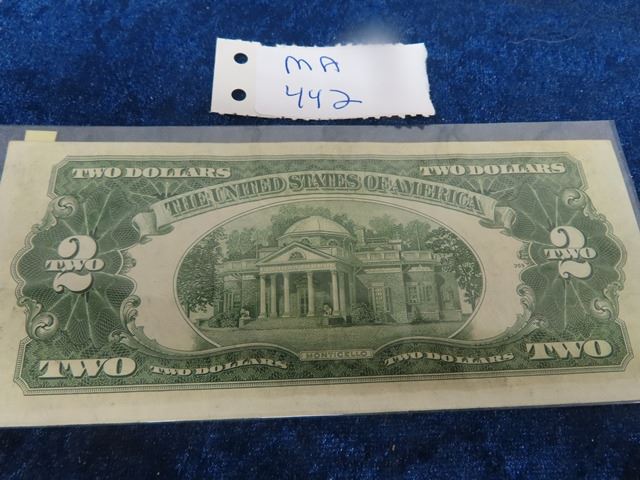 MA
442
TWO DOLLARS TWO DOLLARS
THE UNITED STATES OF AMERICA
2 2
TWO TWO
MONTICELLO
TWO TWO DOLLARS TWO DOLLARS TWO